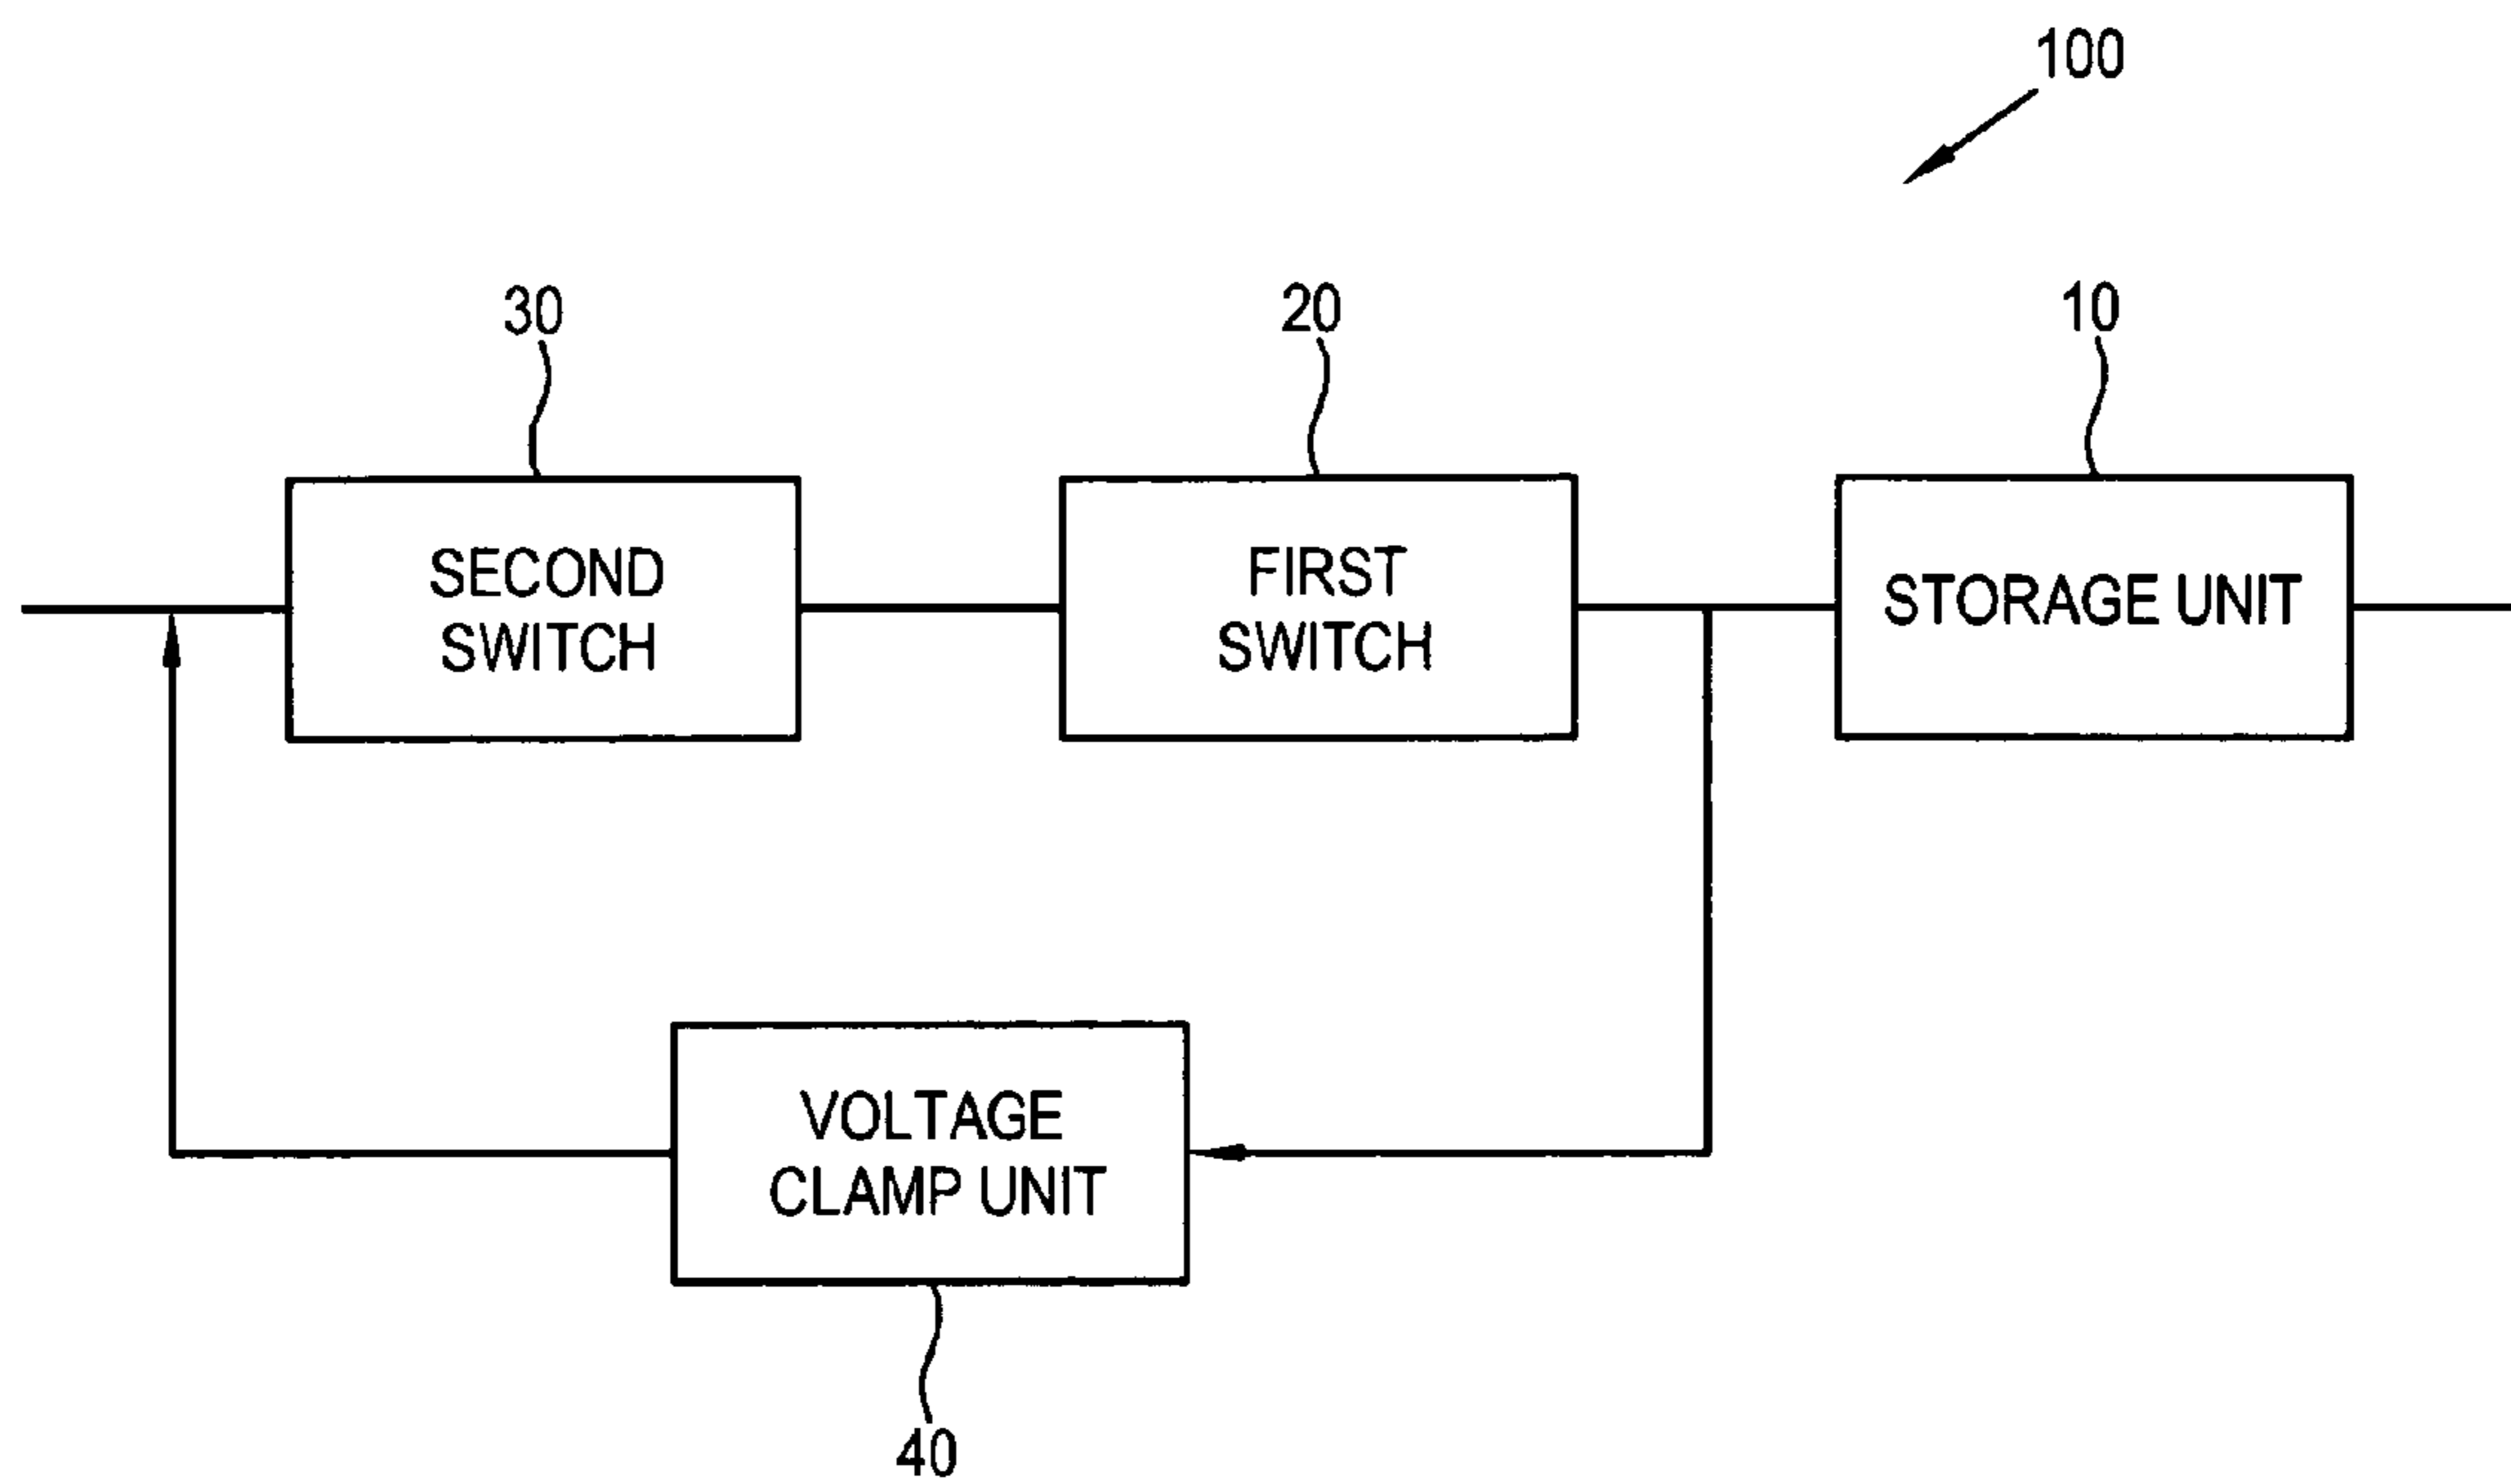 100
30
20
10
SECOND
SWITCH
FIRST
SWITCH
STORAGE UNIT
VOLTAGE
CLAMP UNIT
40